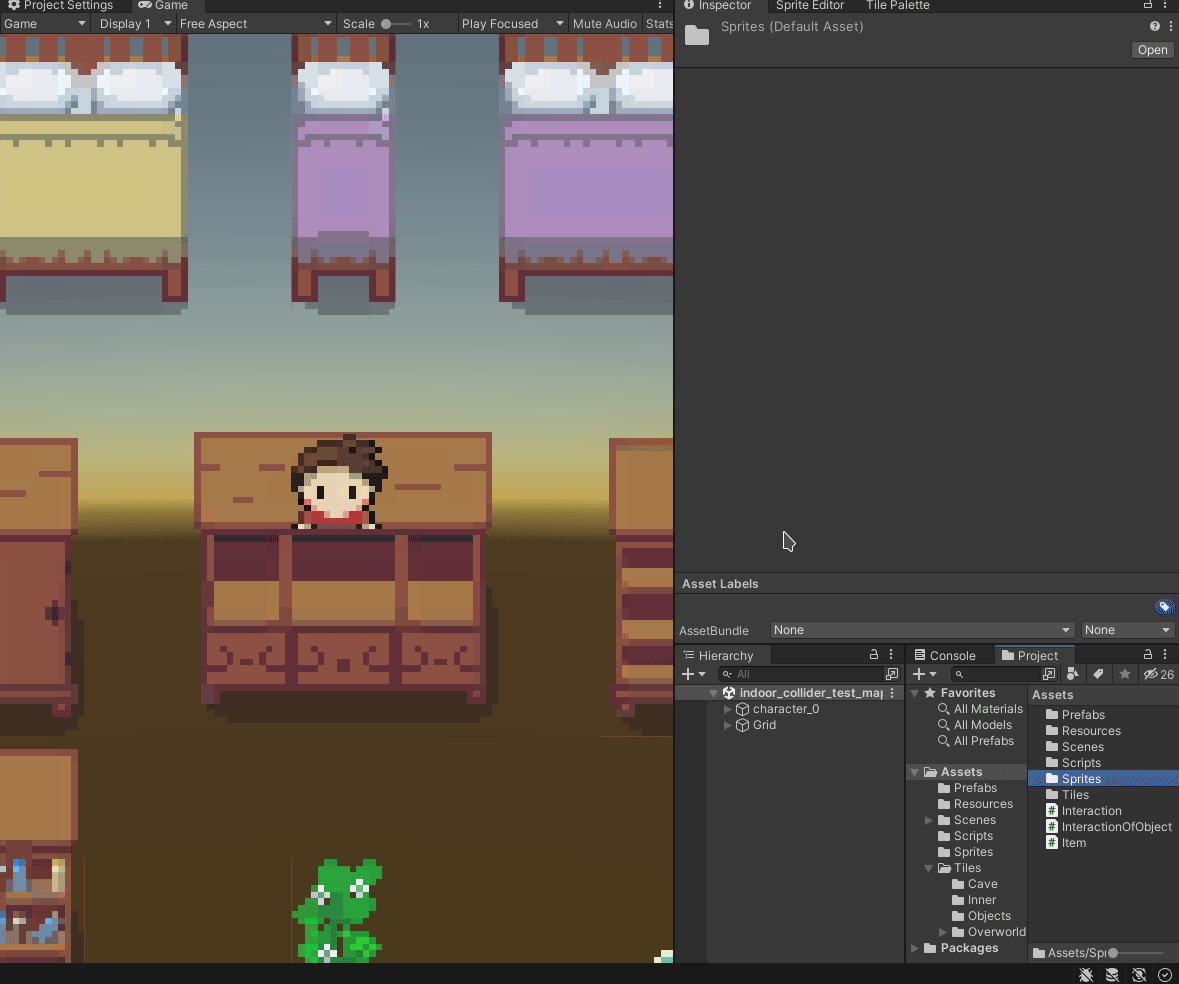 Project Settings Game
Game Display 1 Free Aspect Scale 1x Play Focused Mute Audio Stats
Inspector Sprite Editor Tile Palette
Sprites (Default Asset)
Open
Asset Labels
AssetBundle None None
Hierarchy
All
indoor_collider_test_map
character_0
Grid
Console Project
26
Favorites
All Materials
All Models
All Prefabs
Assets
Prefabs
Resources
Scenes
Scripts
Sprites
Tiles
Cave
Inner
Objects
Overworld
Packages
Assets
Prefabs
Resources
Scenes
Scripts
Sprites
Tiles
Interaction
InteractionOfObject
Item
Assets/Spr